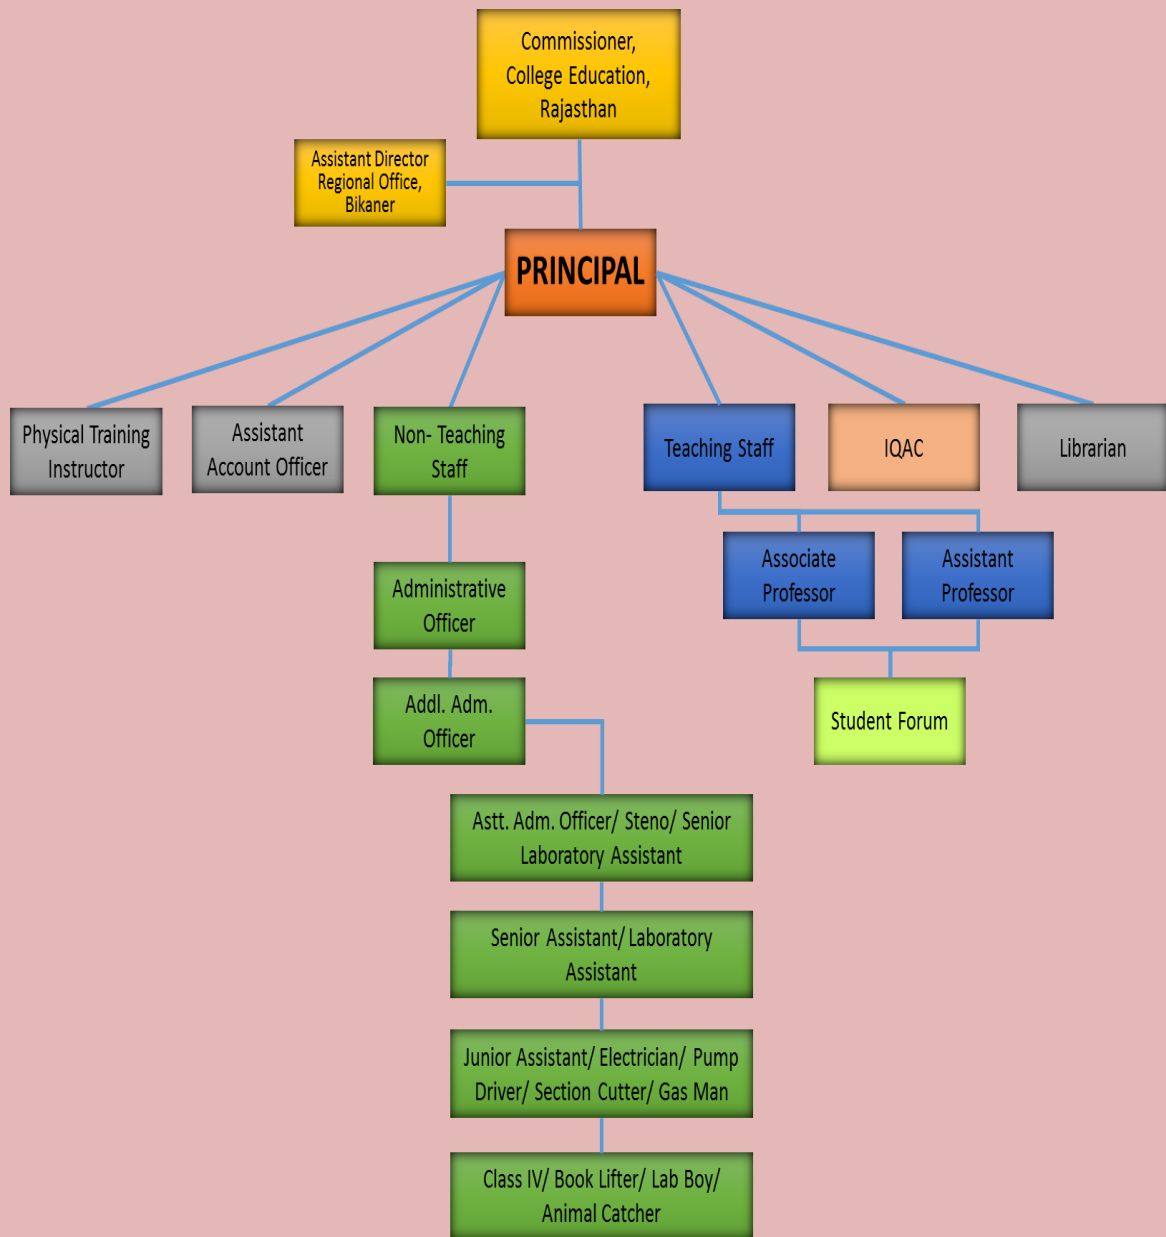 Commissioner,
College Education,
Rajasthan
Assistant Director
Regional Office,
Bikaner
PRINCIPAL
Physical Training
Instructor
Assistant
Account Officer
Non- Teaching
Staff
Teaching Staff
IQAC
Librarian
Associate
Professor
Assistant
Professor
Administrative
Officer
Addl. Adm.
Officer
Student Forum
Astt. Adm. Officer/ Steno/ Senior
Laboratory Assistant
Senior Assistant/ Laboratory
Assistant
Junior Assistant/ Electrician/ Pump
Driver/ Section Cutter/ Gas Man
Class IV/ Book Lifter/ Lab Boy/
Animal Catcher